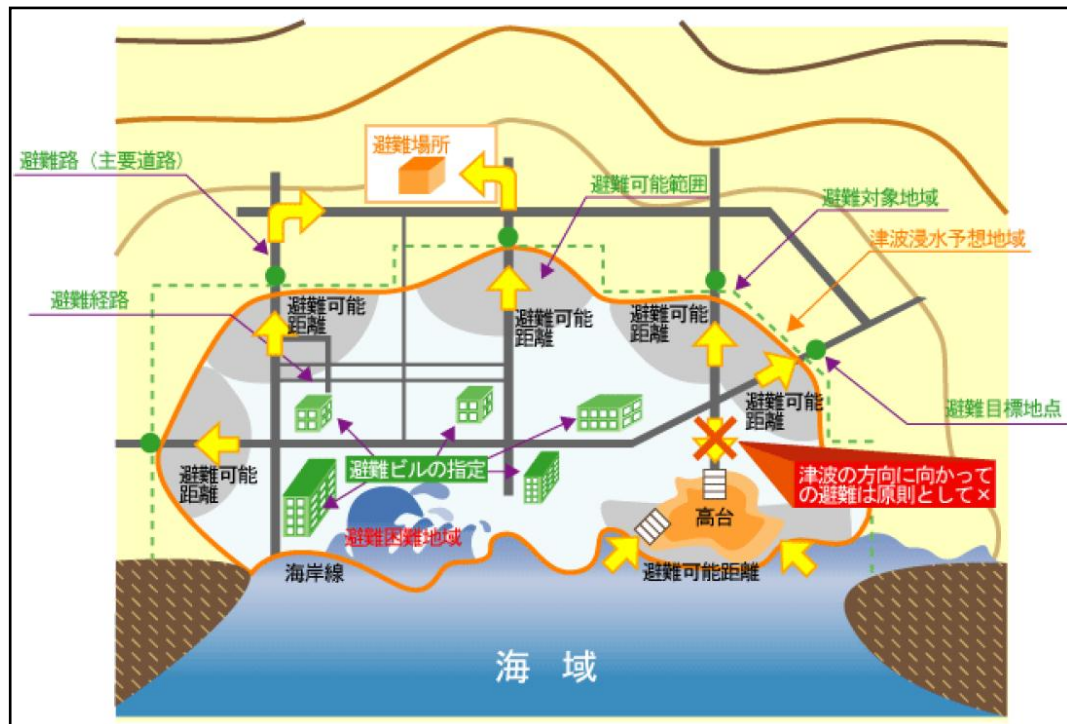 避難場所
避難路（主要道路）
避難可能範囲
避難対象地域
津波浸水予想地域
避難経路
避難可能
距離
避難可能
距離
避難可能
距離
避難可能
距離
避難目標地点
避難可能
距離
避難ビルの指定
津波の方向に向かって
の避難は原則として×
高台
避難困難地域
海岸線
避難可能距離
海域